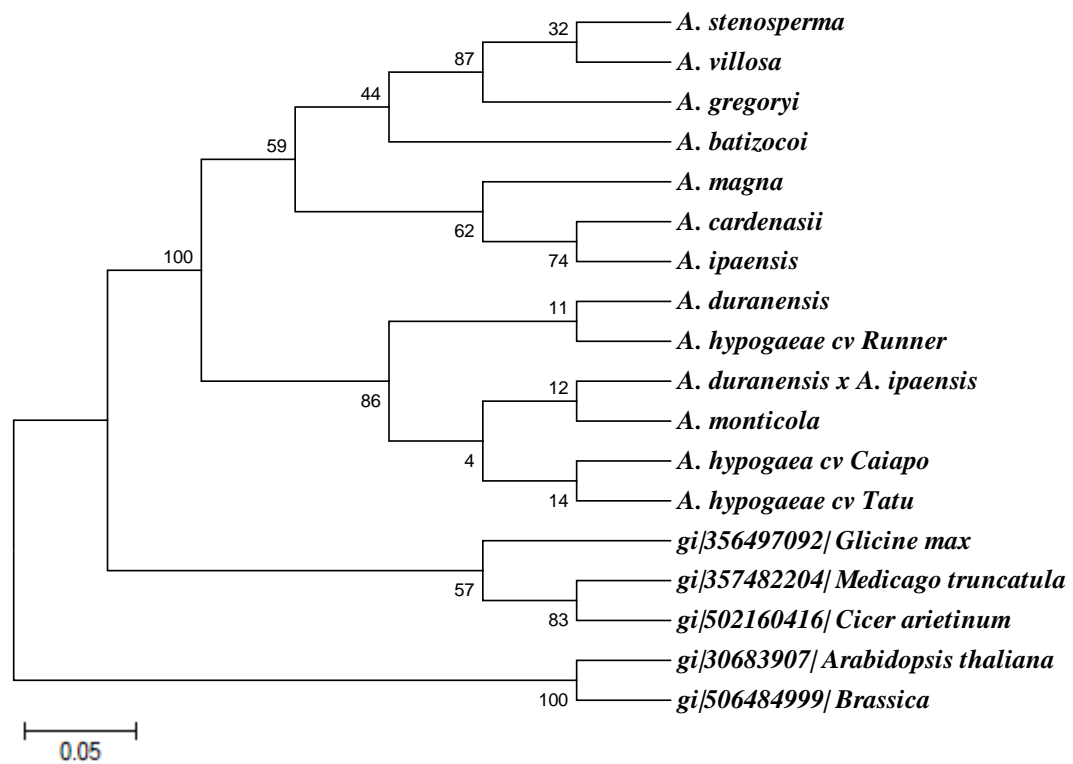 A. stenosperma
32
A. villosa
87
A. gregoryi
44
A. batizocoi
59
A. magna
A. cardenasii
62
A. ipaensis
74
100
A. duranensis
11
A. hypogaeae cv Runner
A. duranensis x A. ipaensis
12
86
A. monticola
A. hypogaea cv Caiapo
4
A. hypogaeae cv Tatu
14
gi|356497092| Glicine max
gi|357482204| Medicago truncatula
57
gi|502160416| Cicer arietinum
83
gi|30683907| Arabidopsis thaliana
gi|506484999| Brassica
100
0.05